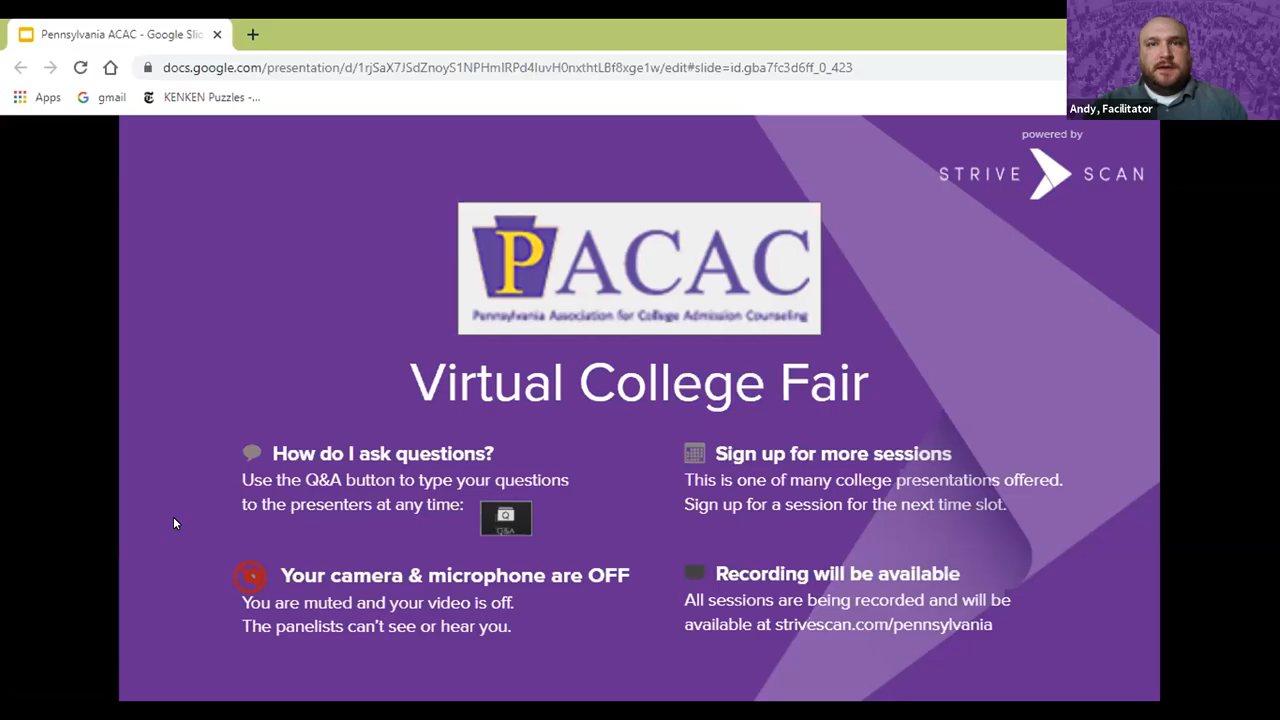 Pennsylvania ACAC - Google Slid
docs.google.com/presentation/d/1rjSaX7JSdZnoyS1NPHmIRPd4IuvH0nxthtLBf8xge1w/edit#slide=id.gba7fc3d6ff_0_423
Apps
gmail
KENKEN Puzzles -...
Andy, Facilitator
powered by
STRIVE SCAN
PACAC
Pennsylvania Association for College Admission Counseling
Virtual College Fair
How do I ask questions?
Use the Q&A button to type your questions
to the presenters at any time:
Q&A
Your camera & microphone are OFF
You are muted and your video is off.
The panelists can't see or hear you.
Sign up for more sessions
This is one of many college presentations offered.
Sign up for a session for the next time slot.
Recording will be available
All sessions are being recorded and will be
available at strivescan.com/pennsylvania